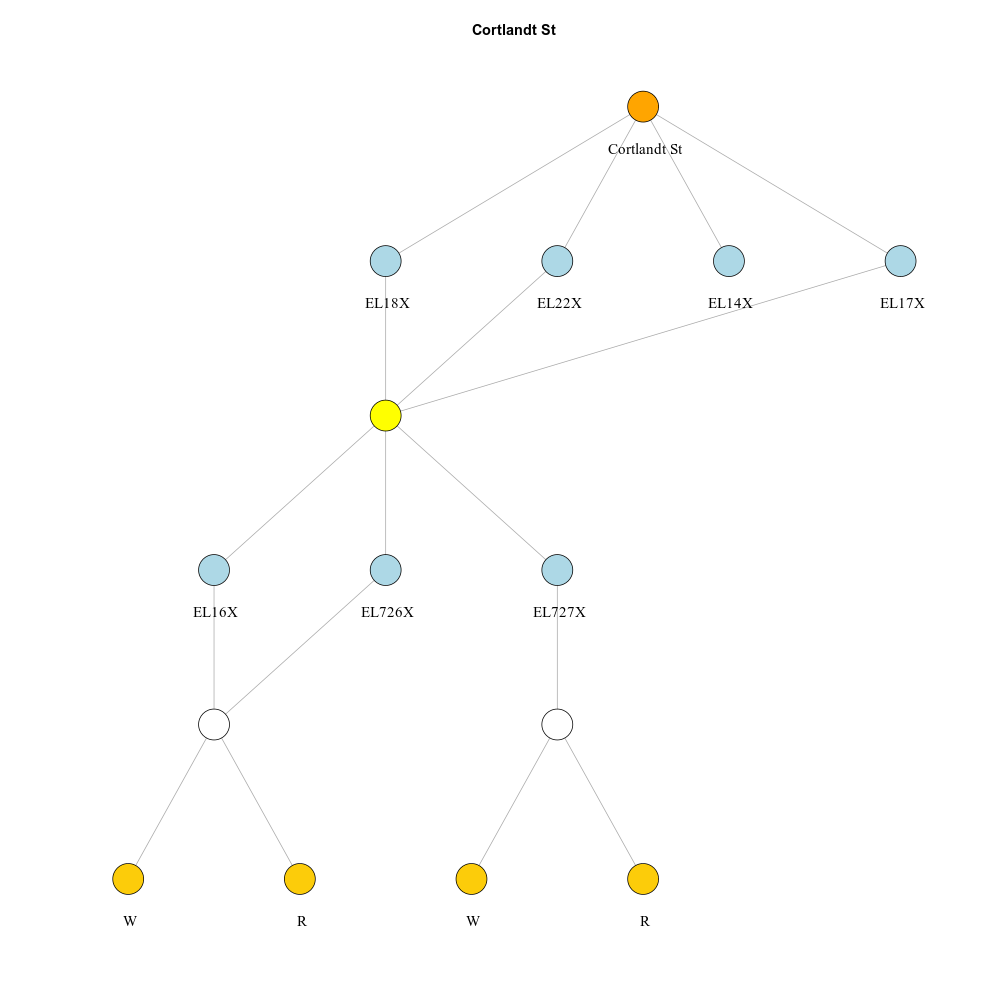 Cortlandt St
Cortlandt St
EL18X
EL22X
EL14X
EL17X
EL16X
EL726X
EL727X
W
R
W
R